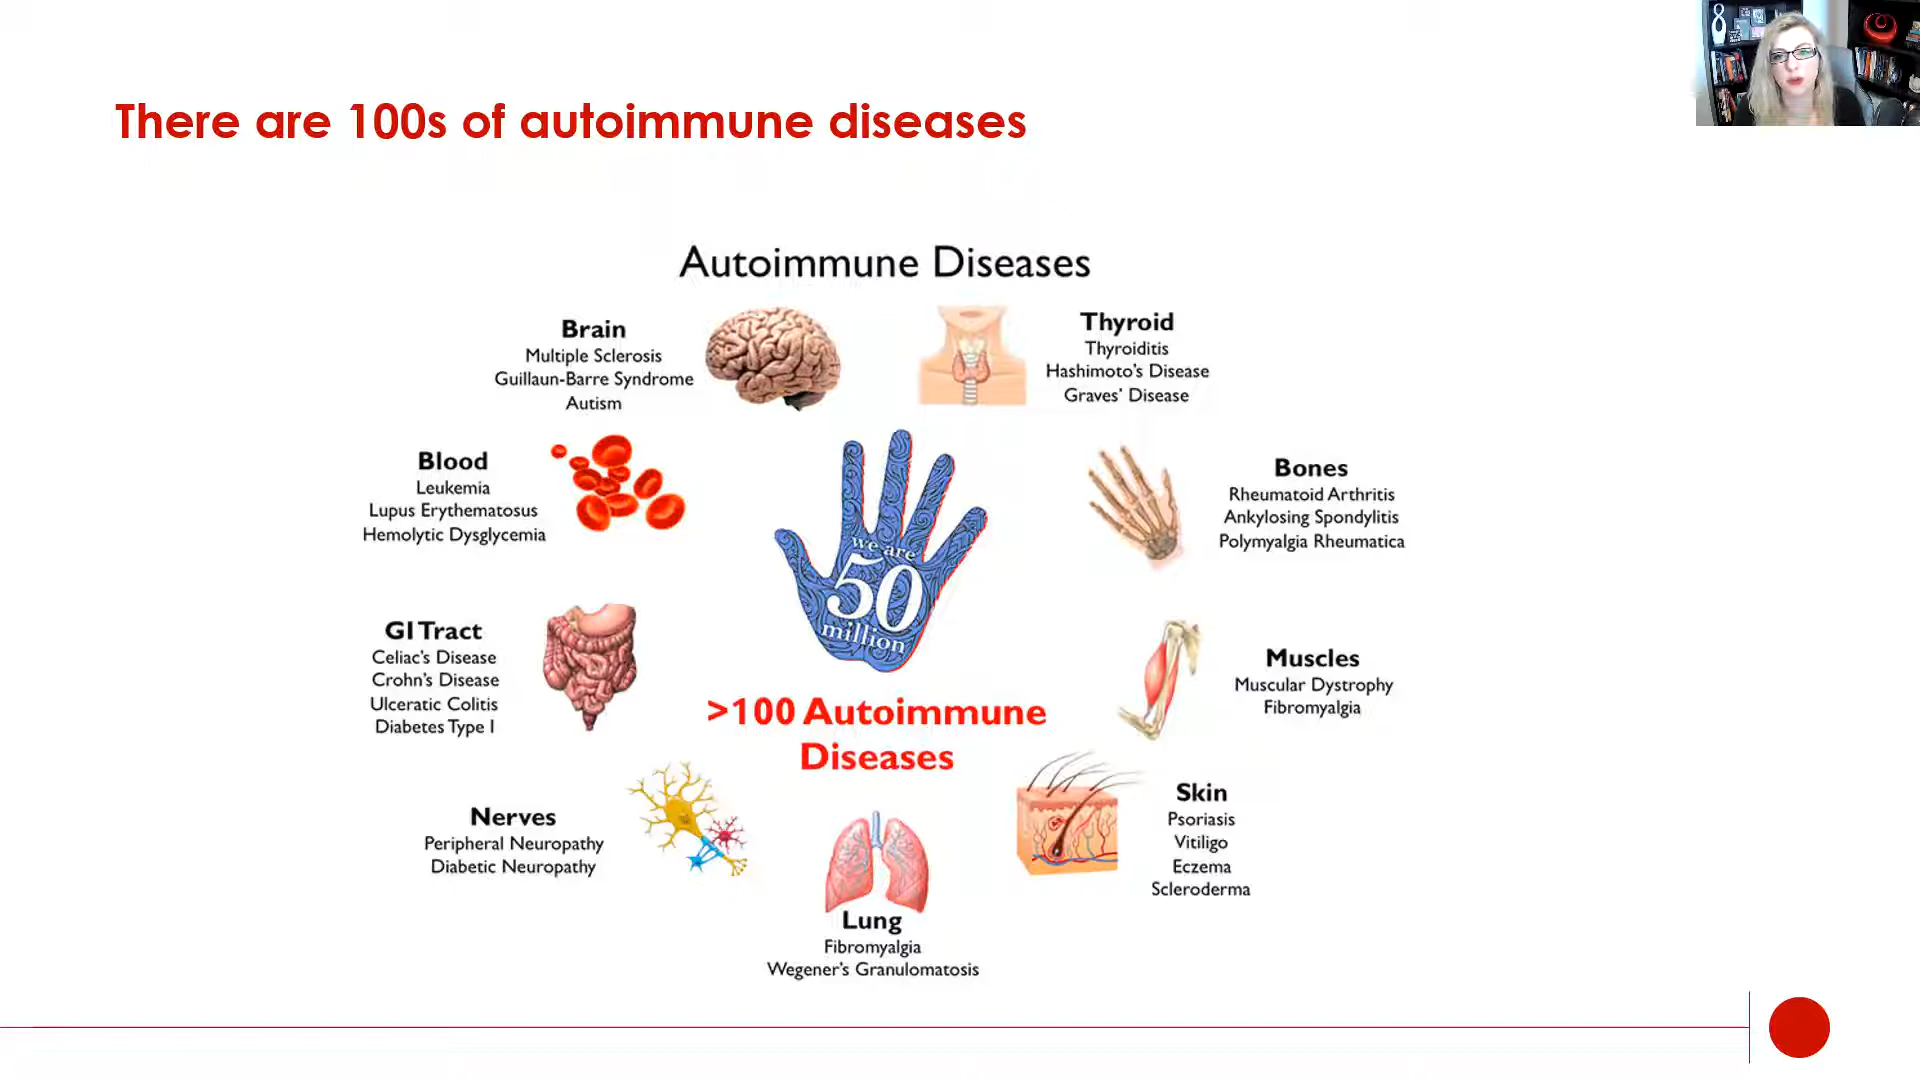 There are 100s of autoimmune diseases
Autoimmune Diseases
Brain
Multiple Sclerosis
Guillaun-Barre Syndrome
Autism
Thyroid
Thyroiditis
Hashimoto's Disease
Graves' Disease
Blood
Leukemia
Lupus Erythematosus
Hemolytic Dysglycemia
we are
50
million
Bones
Rheumatoid Arthritis
Ankylosing Spondylitis
Polymyalgia Rheumatica
GI Tract
Celiac's Disease
Crohn's Disease
Ulceratic Colitis
Diabetes Type I
>100 Autoimmune
Diseases
Muscles
Muscular Dystrophy
Fibromyalgia
Nerves
Peripheral Neuropathy
Diabetic Neuropathy
Lung
Fibromyalgia
Wegener's Granulomatosis
Skin
Psoriasis
Vitiligo
Eczema
Scleroderma